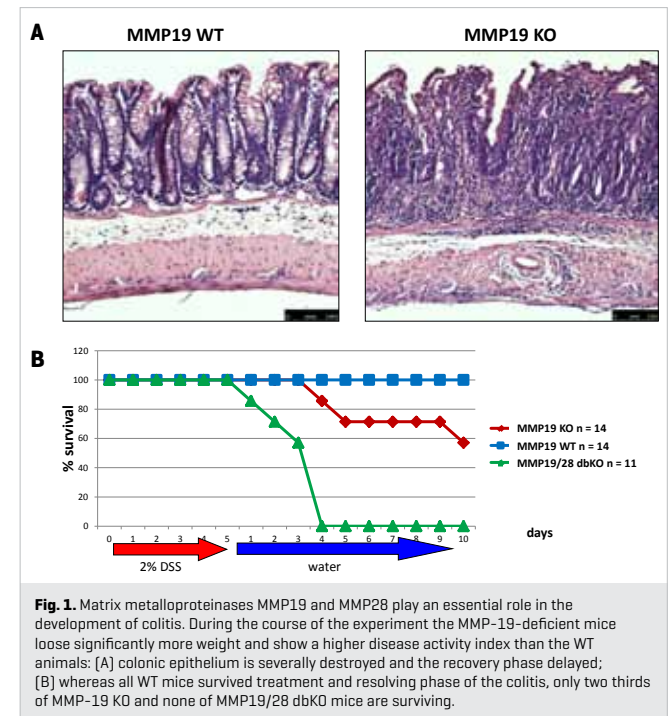 A
MMP19 WT
MMP19 KO
B
120
100
80
60
40
20
0
% survival
0 1 2 3 4 5 1 2 3 4 5 6 7 8 9 10
days
2% DSS
water
MMP19 KO n = 14
MMP19 WT n = 14
MMP19/28 dbKO n = 11
Fig. 1. Matrix metalloproteinases MMP19 and MMP28 play an essential role in the
development of colitis. During the course of the experiment the MMP-19-deficient mice
loose significantly more weight and show a higher disease activity index than the WT
animals: (A) colonic epithelium is severally destroyed and the recovery phase delayed;
(B) whereas all WT mice survived treatment and resolving phase of the colitis, only two thirds
of MMP-19 KO and none of MMP19/28 dbKO mice are surviving.